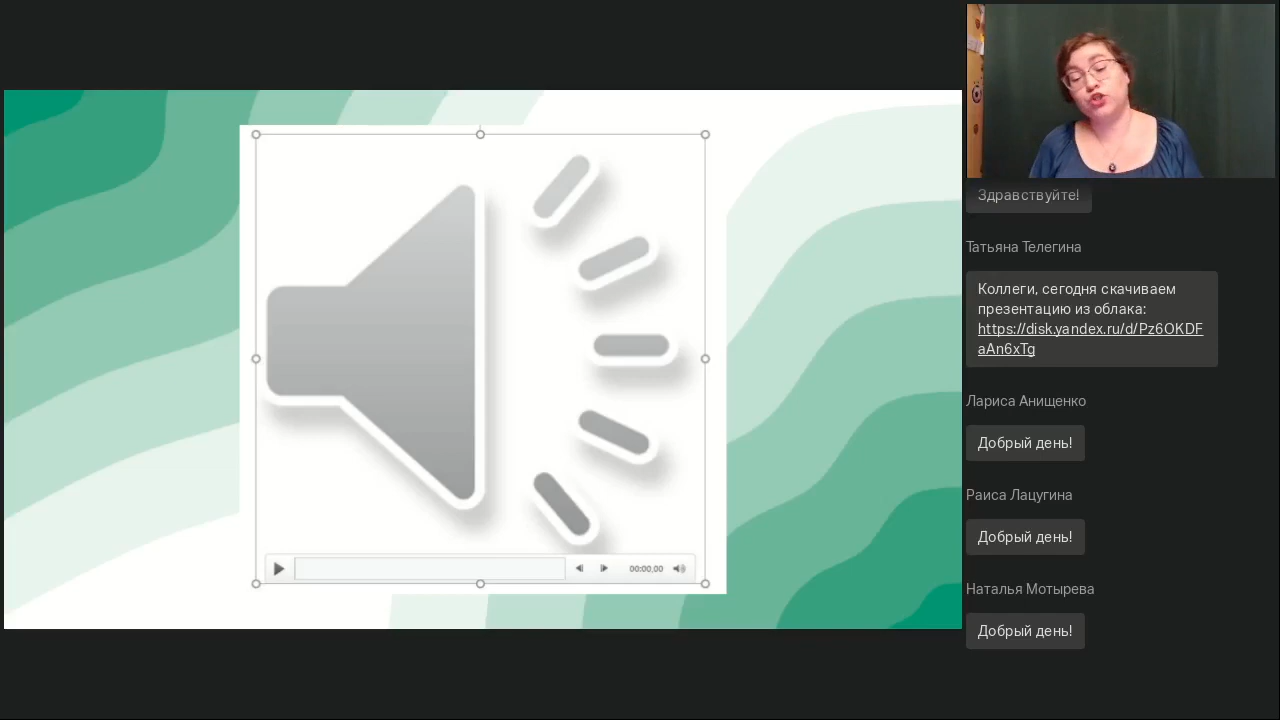 00:00,00
Здравствуйте!
Татьяна Телегина
Коллеги, сегодня скачиваем
презентацию из облака:
https://disk.yandex.ru/d/Pz6OKDF
aAn6xTg
Лариса Анищенко
Добрый день!
Раиса Лацугина
Добрый день!
Наталья Мотырева
Добрый день!